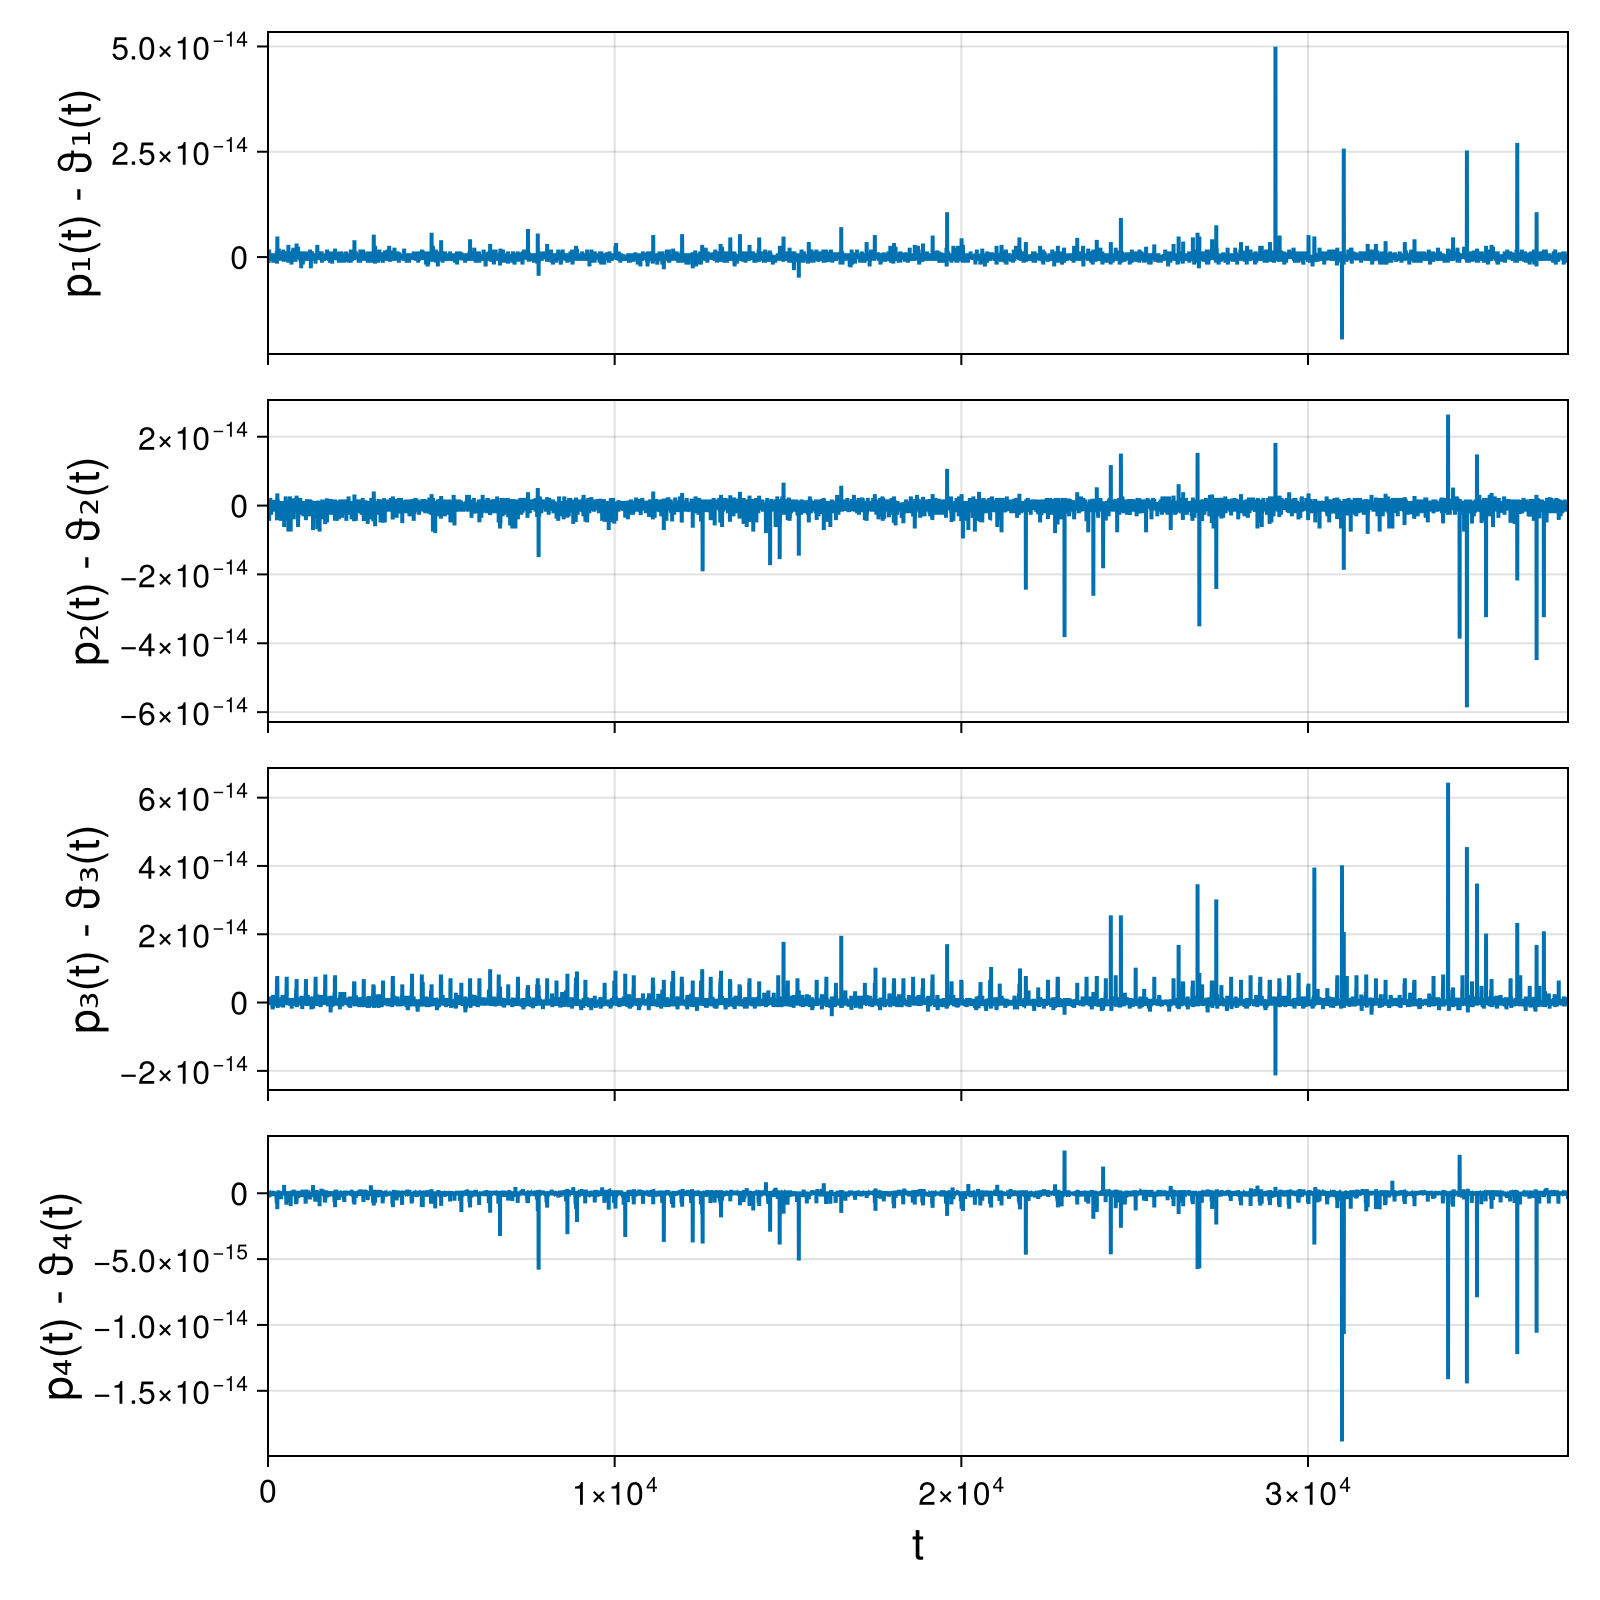 5.0×10⁻¹⁴
2.5×10⁻¹⁴
0
p₁(t) - ϑ₁(t)
2×10⁻¹⁴
0
−2×10⁻¹⁴
−4×10⁻¹⁴
−6×10⁻¹⁴
p₂(t) - ϑ₂(t)
6×10⁻¹⁴
4×10⁻¹⁴
2×10⁻¹⁴
0
−2×10⁻¹⁴
p₃(t) - ϑ₃(t)
0
−5.0×10⁻¹⁵
−1.0×10⁻¹⁴
−1.5×10⁻¹⁴
p₄(t) - ϑ₄(t)
0 1×10⁴ 2×10⁴ 3×10⁴
t